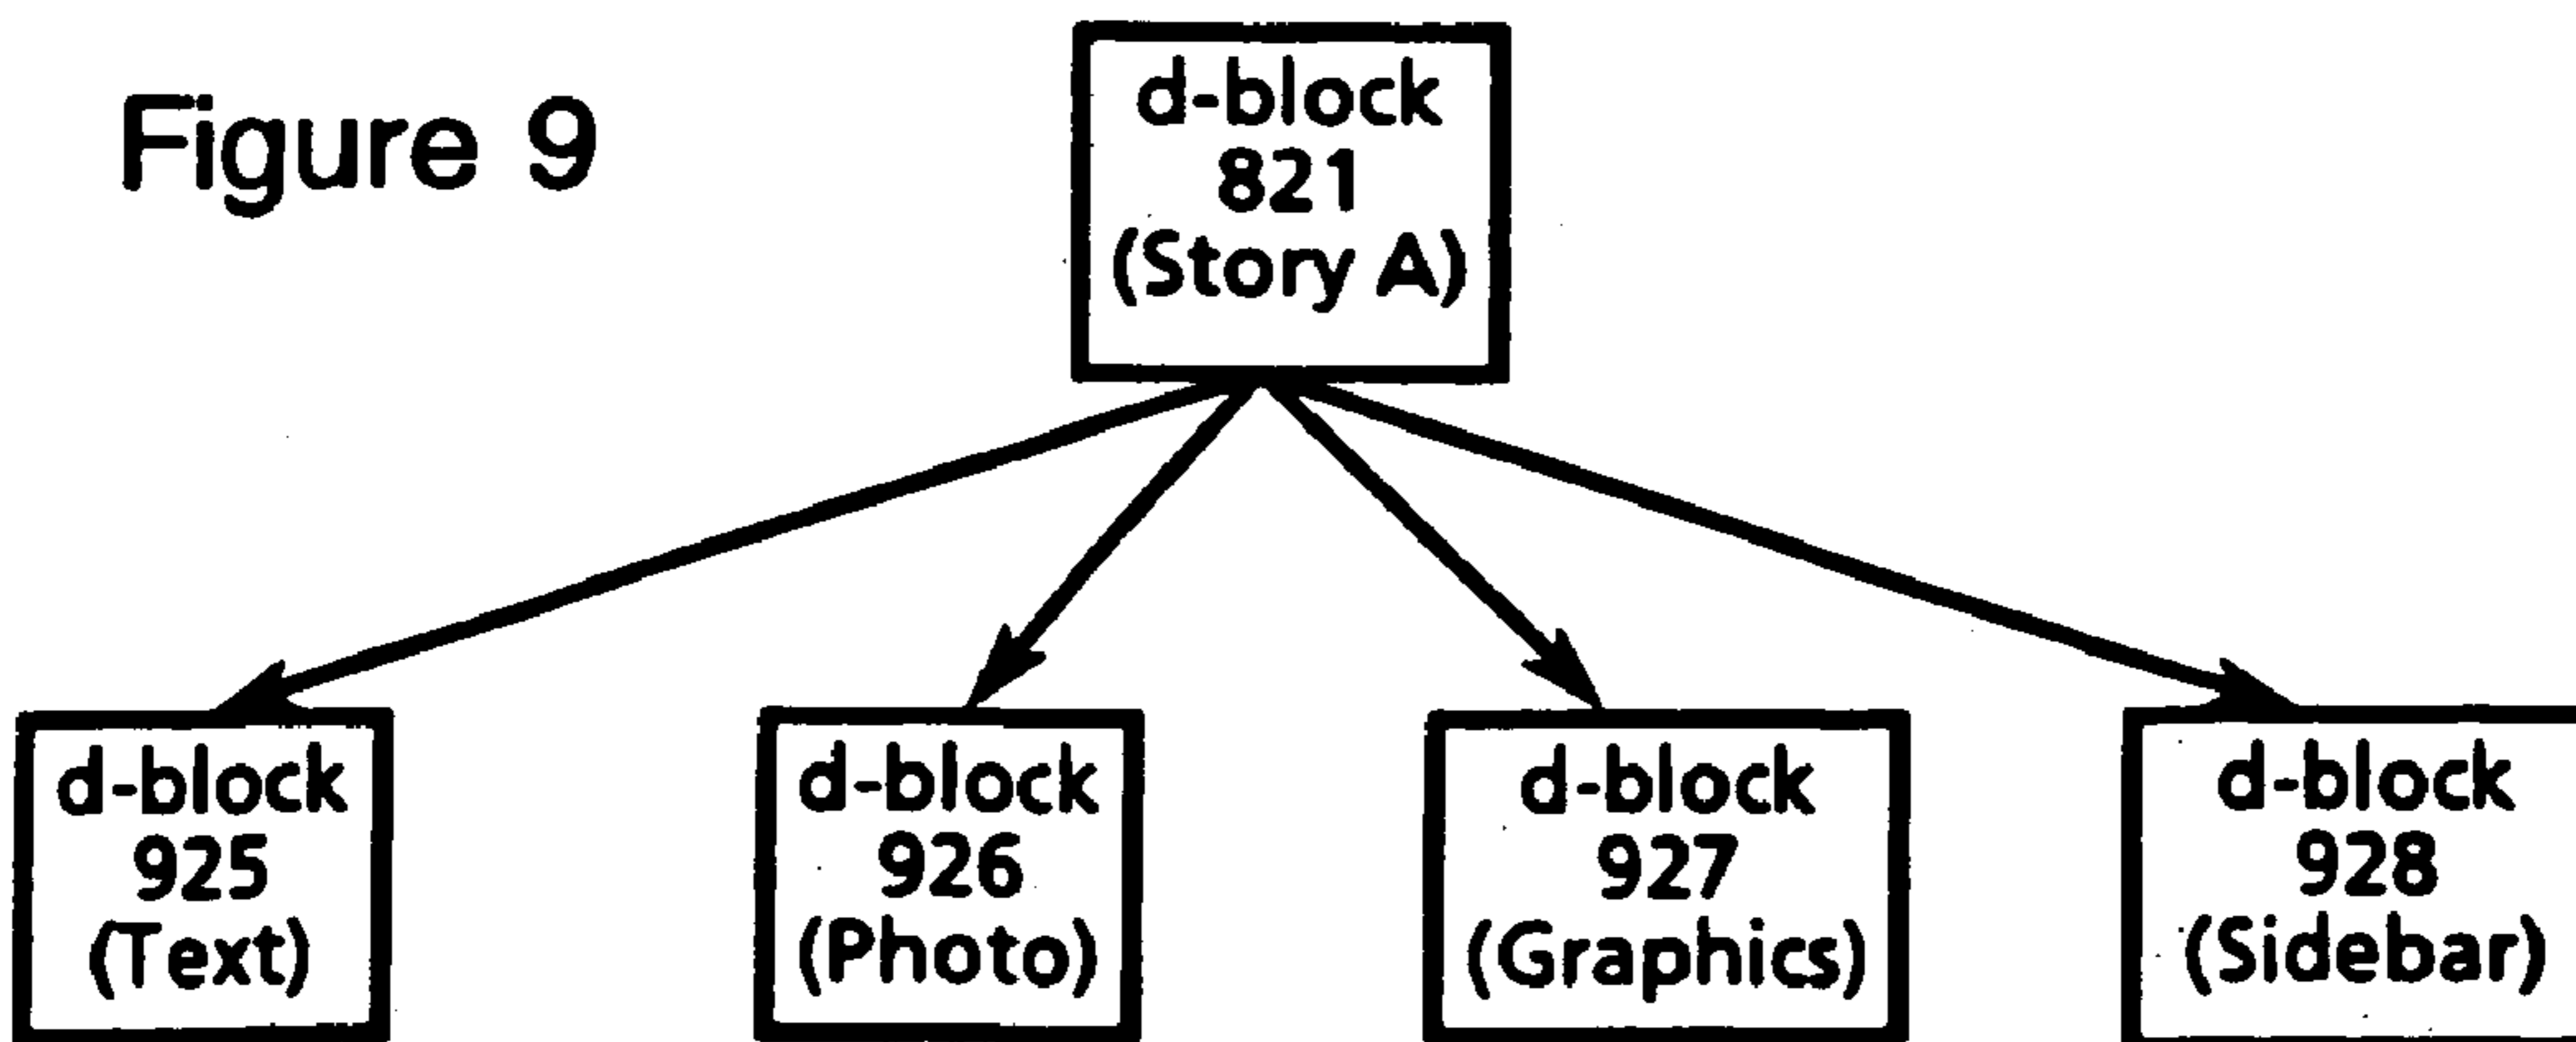 Figure 9
d-block
821
(Story A)
d-block
925
(Text)
d-block
926
(Photo)
d-block
927
(Graphics)
d-block
928
(Sidebar)